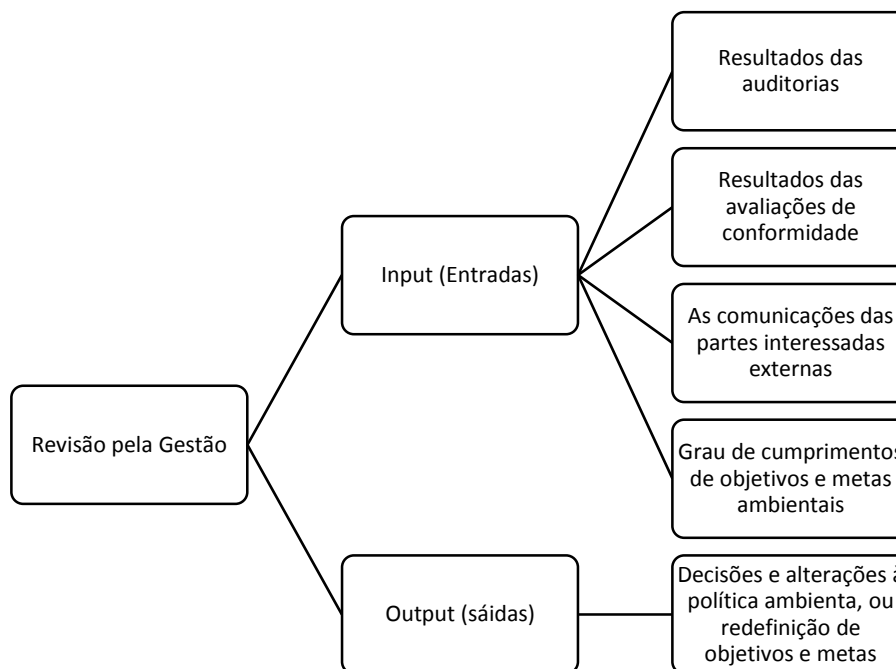 Resultados das
auditorias
Resultados das
avaliações de
conformidade
Input (Entradas)
As comunicações das
partes interessadas
externas
Revisão pela Gestão
Grau de cumprimentos
de objetivos e metas
ambientais
Output (sáidas)
Decisões e alterações à
política ambienta, ou
redefinição de
objetivos e metas